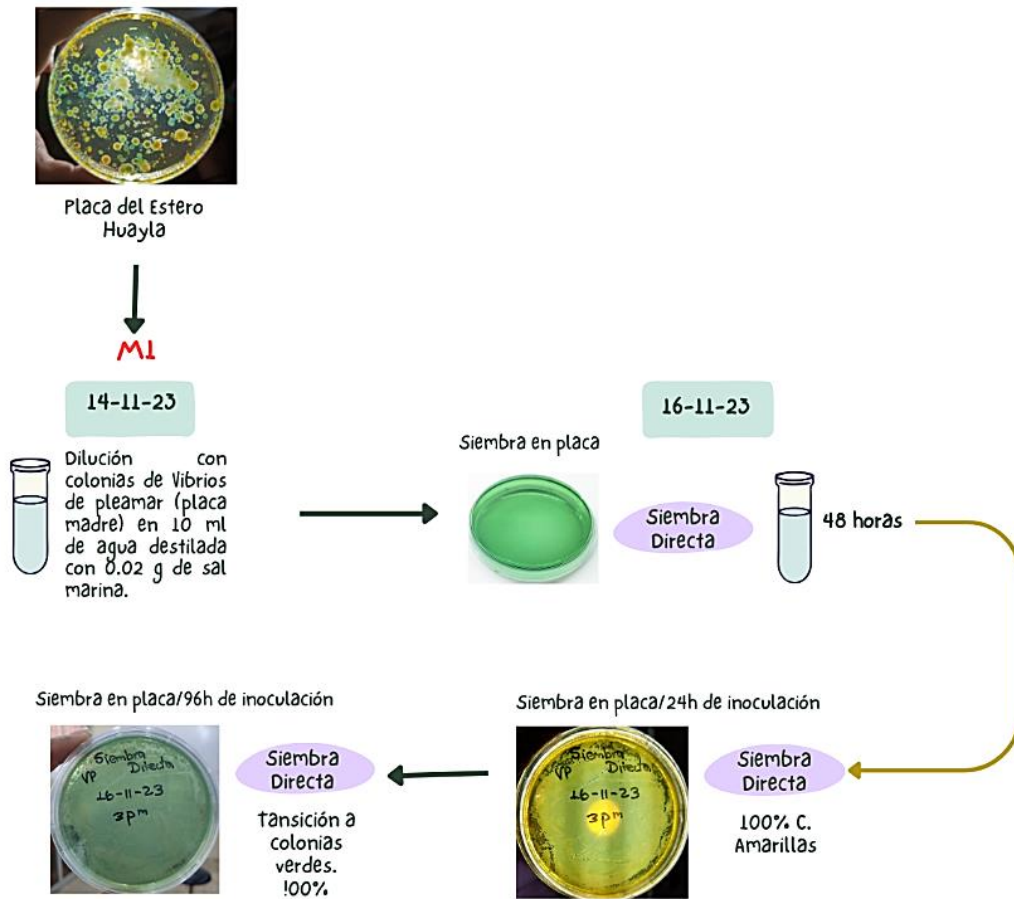 Placa del Estero
Huayla
M1
14-11-23
Dilución con
colonias de Vibrios
de pleamar (placa
madre) en 10 ml
de agua destilada
con 0.02 g de sal
marina.
Siembra en placa
16-11-23
Siembra
Directa
48 horas
Siembra en placa/24h de inoculación
Siembra
VP Directa
16-11-23
3pm
Siembra
Directa
100% C.
Amarillas
Siembra en placa/96h de inoculación
Siembra
VP Directa
16-11-23
3pm
Siembra
Directa
Tansición a
colonias
verdes.
!00%